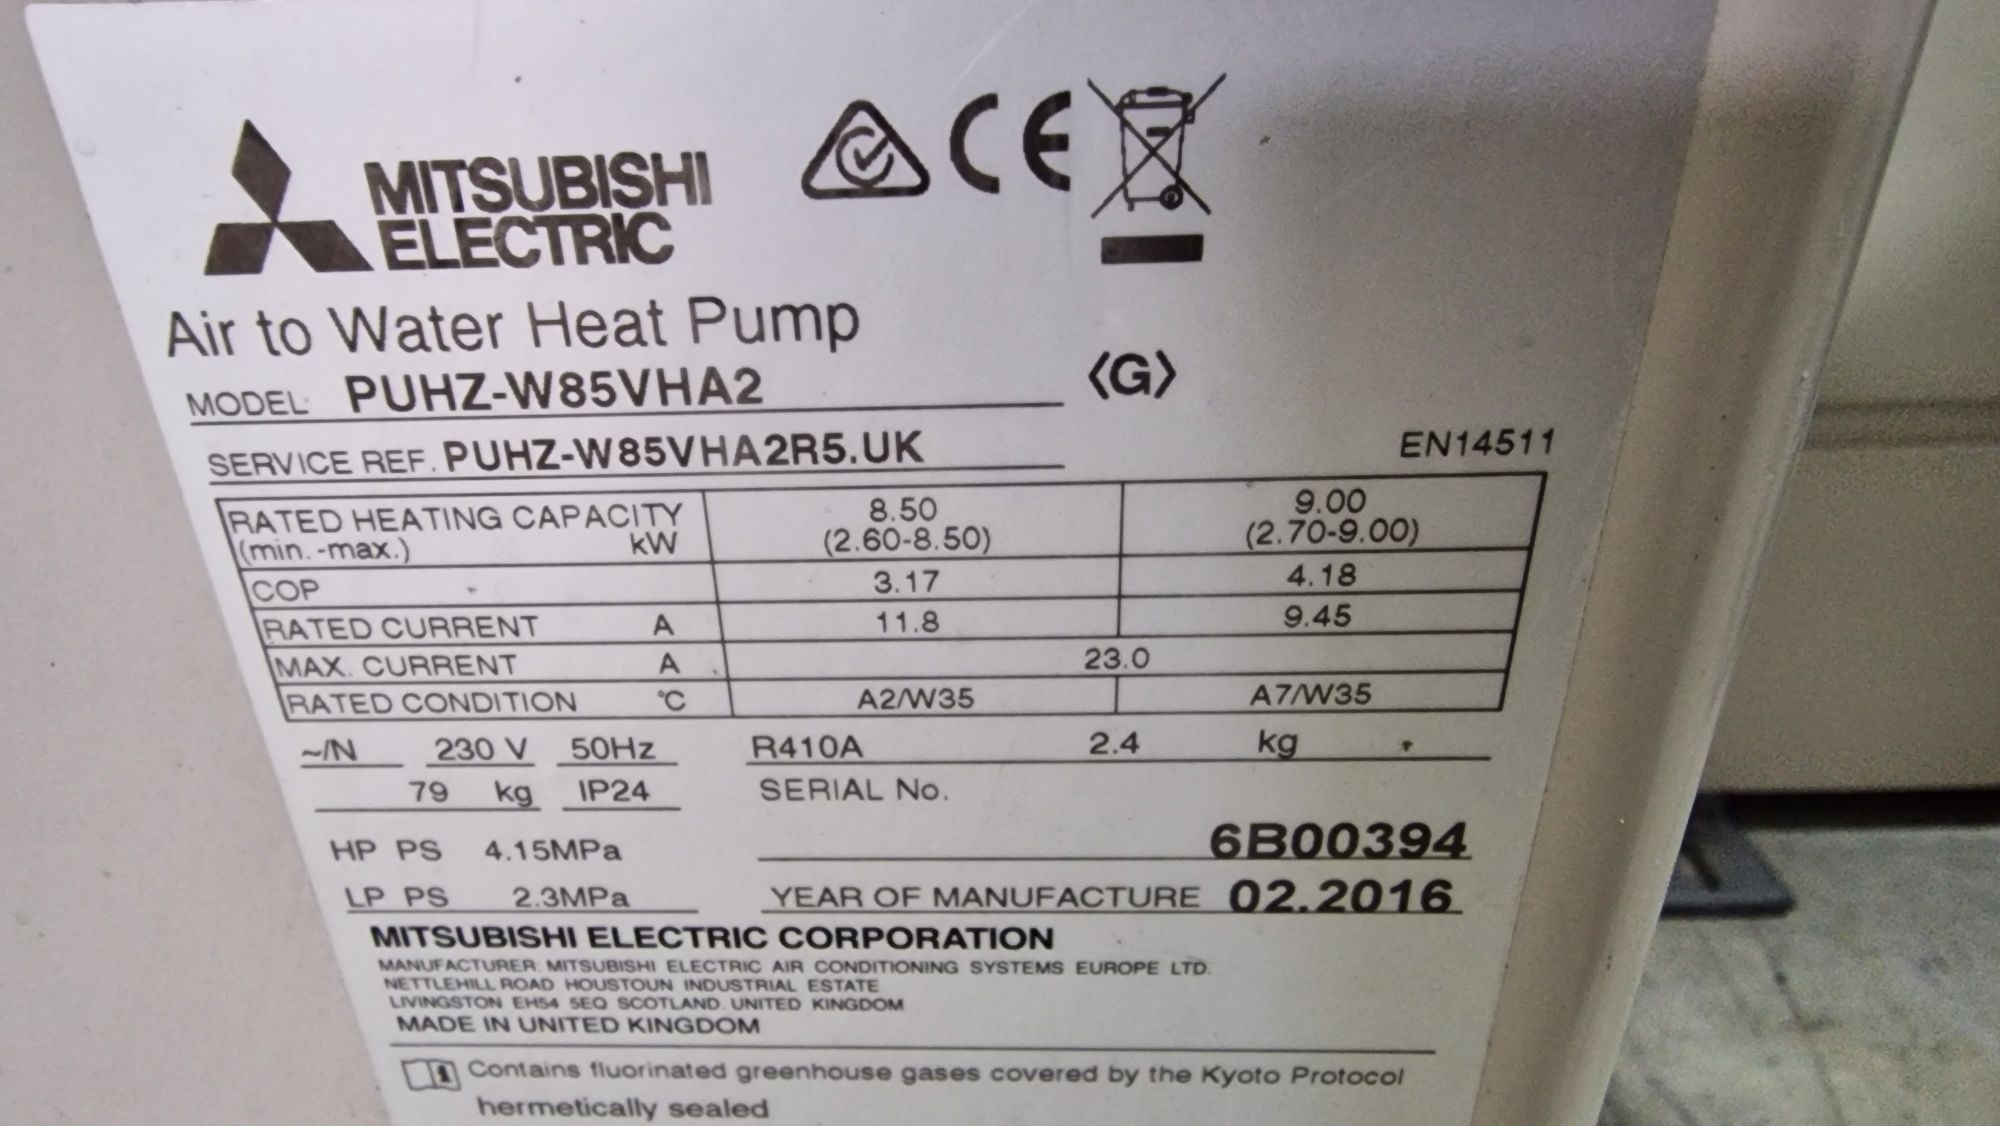 MITSUBISHI
ELECTRIC
CE
Air to Water Heat Pump
MODEL PUHZ-W85VHA2 〈G〉
SERVICE REF. PUHZ-W85VHA2R5.UK EN14511
RATED HEATING CAPACITY 8.50 9.00
(min.-max.) kW (2.60-8.50) (2.70-9.00)
COP 3.17 4.18
RATED CURRENT A 11.8 9.45
MAX. CURRENT A 23.0
RATED CONDITION °C A2/W35 A7/W35
~/N 230 V 50Hz R410A 2.4 kg
79 kg IP24 SERIAL No.
HP PS 4.15MPa 6B00394
LP PS 2.3MPa YEAR OF MANUFACTURE 02.2016
MITSUBISHI ELECTRIC CORPORATION
MANUFACTURER: MITSUBISHI ELECTRIC AIR CONDITIONING SYSTEMS EUROPE LTD.
NETTLEHILL ROAD HOUSTOUN INDUSTRIAL ESTATE
LIVINGSTON EH54 5EQ SCOTLAND UNITED KINGDOM
MADE IN UNITED KINGDOM
Contains fluorinated greenhouse gases covered by the Kyoto Protocol
hermetically sealed